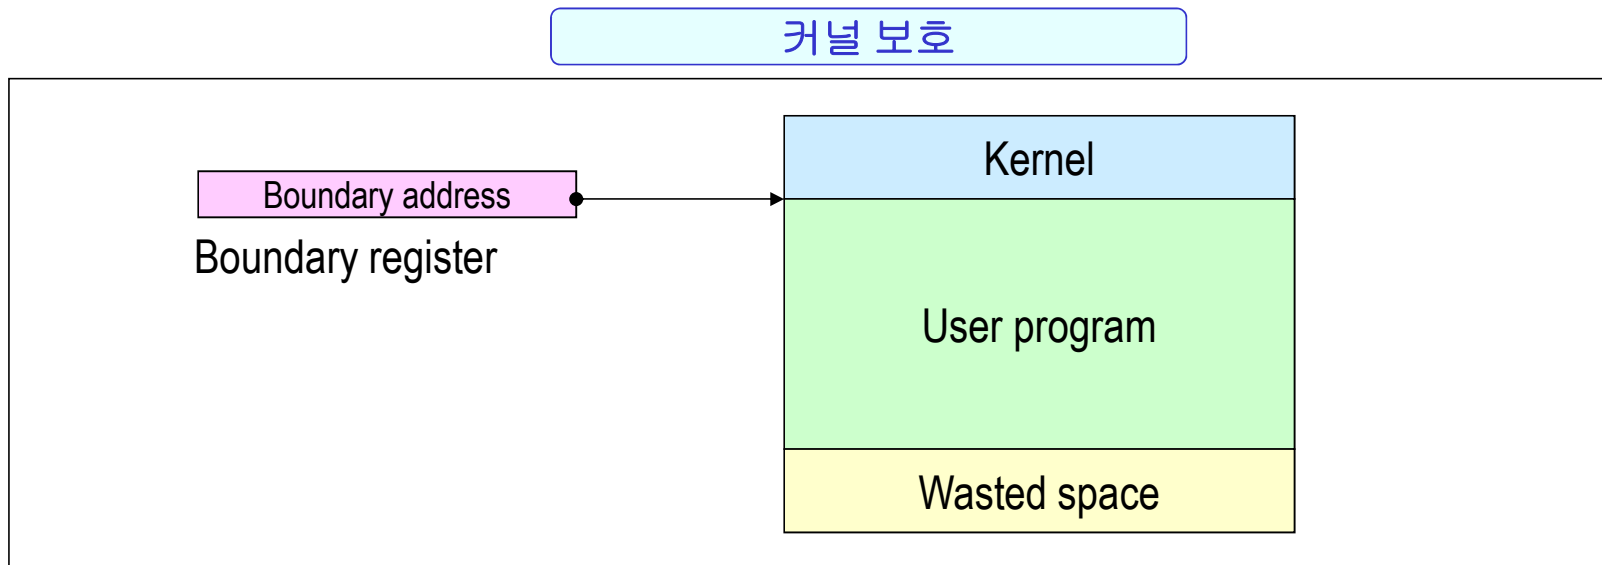 커널 보호
Kernel
Boundary address
Boundary register
User program
Wasted space